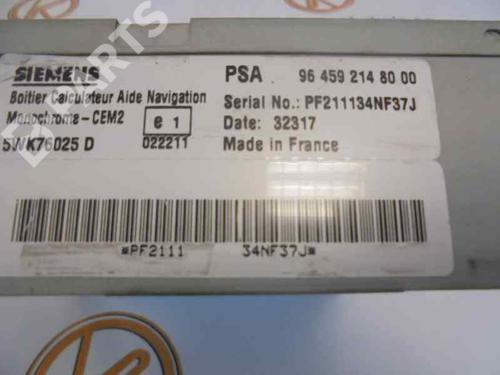 SIEMENS
Boitier Calculateur Aide Navigation
Monochrome-CEM2
e 1
5WK76025 D
022211
PSA 96 459 214 80 00
Serial No.: PF211134NF37J
Date: 32317
Made in France
*PF2111 34NF37J*